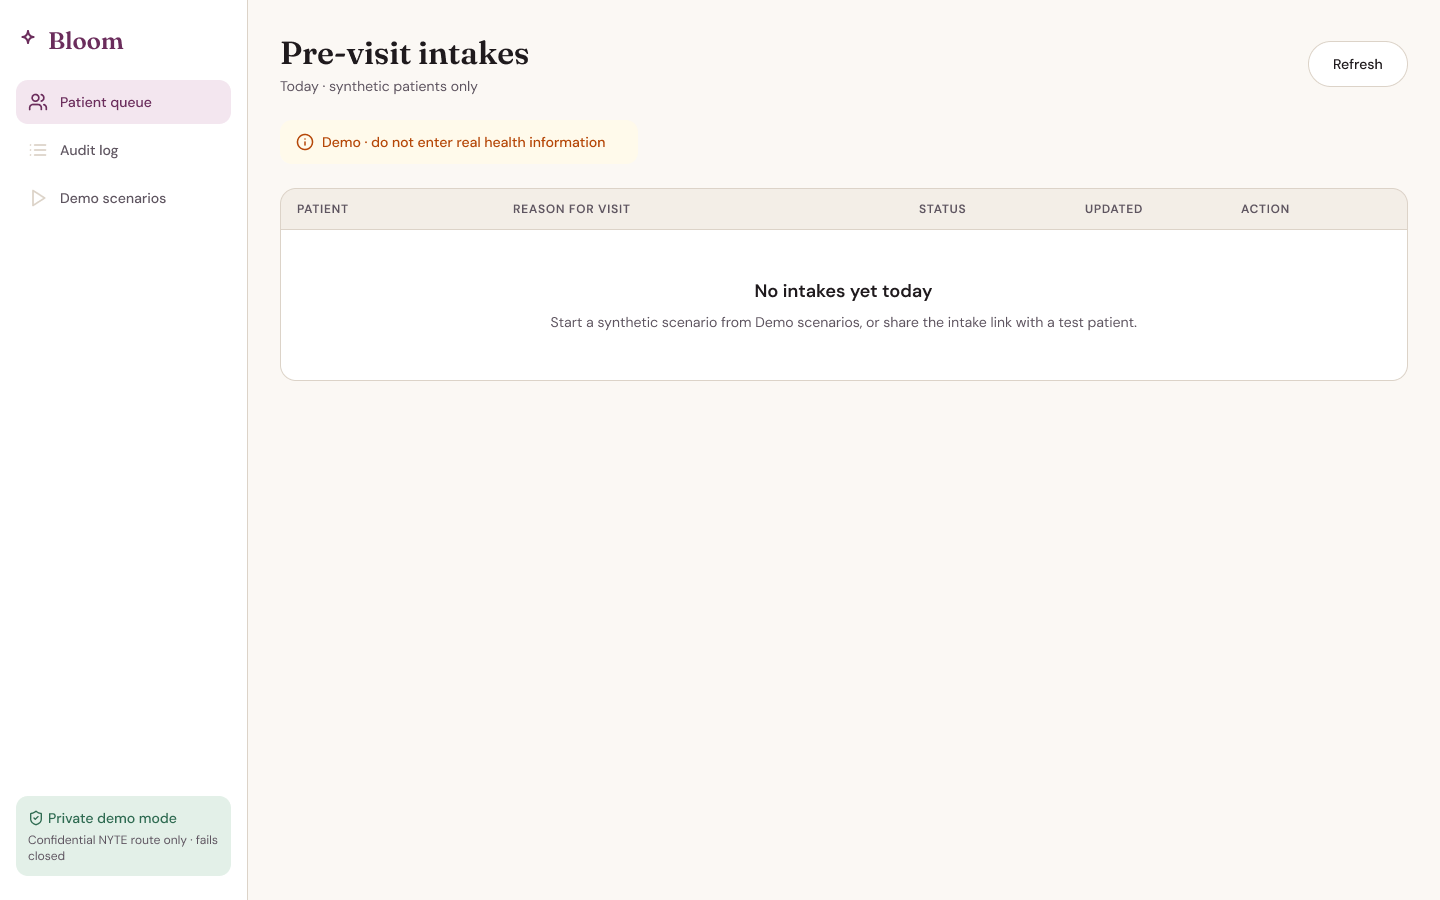 Bloom
Patient queue
Audit log
Demo scenarios
Private demo mode
Confidential NYTE route only · fails
closed
Pre-visit intakes
Today · synthetic patients only
Refresh
Demo · do not enter real health information
PATIENT REASON FOR VISIT STATUS UPDATED ACTION
No intakes yet today
Start a synthetic scenario from Demo scenarios, or share the intake link with a test patient.